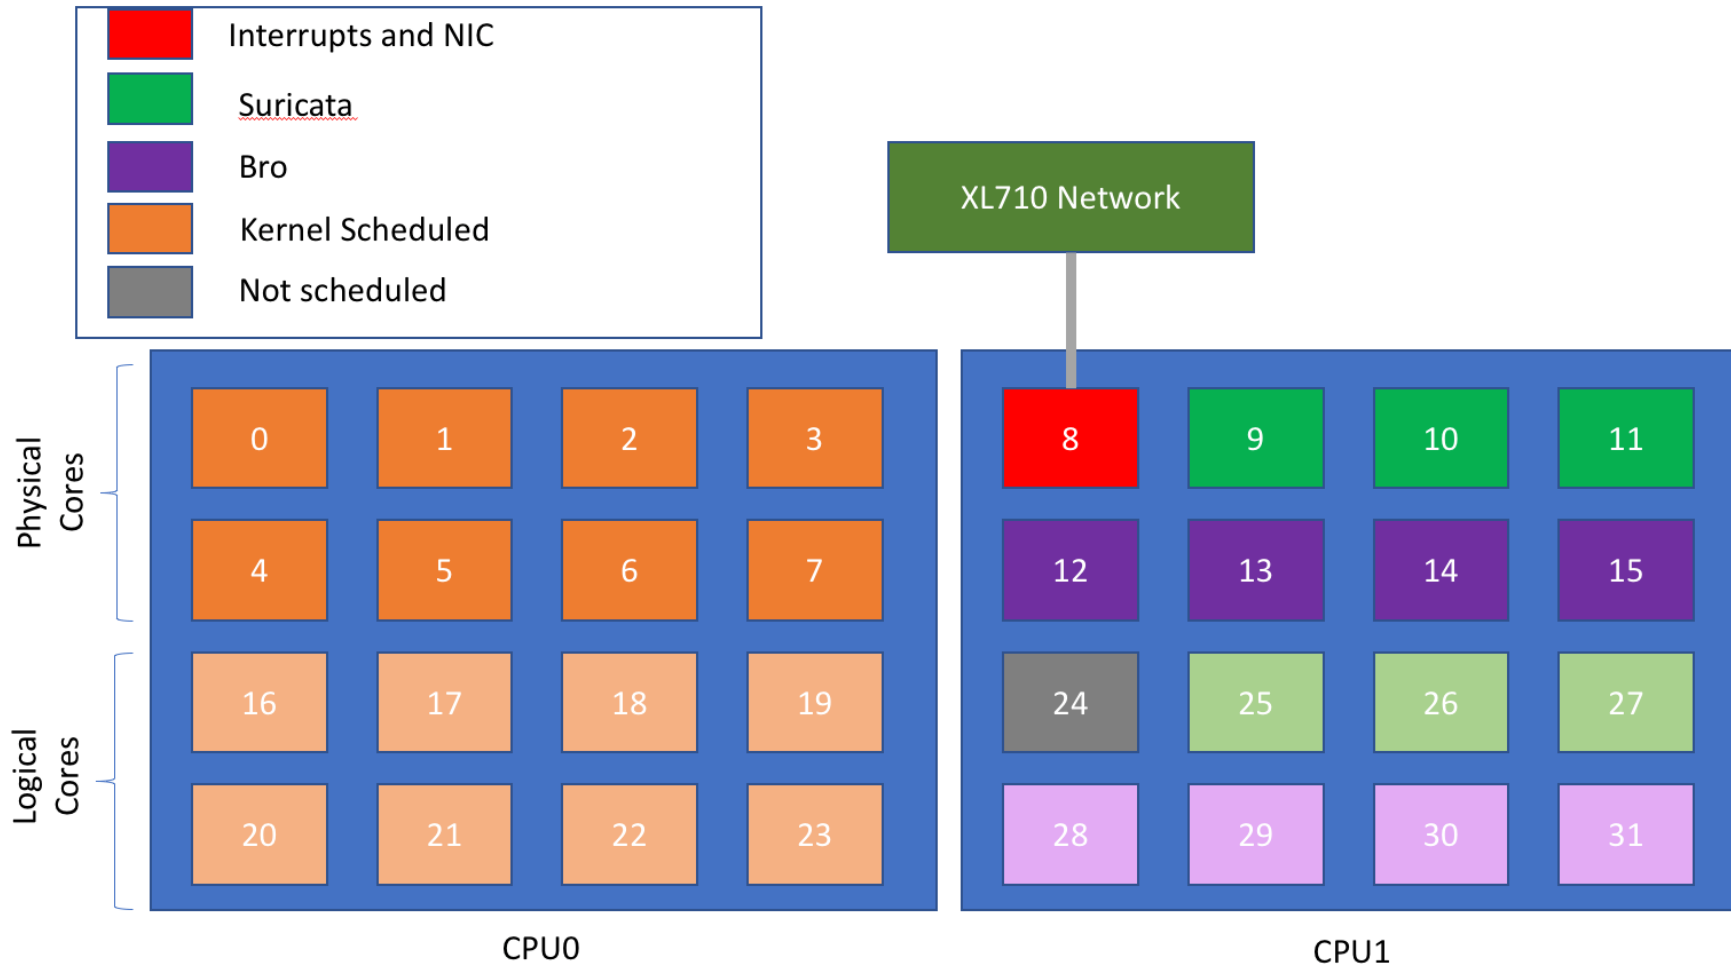 Interrupts and NIC
Suricata
Bro
Kernel Scheduled
Not scheduled
XL710 Network
Physical
Cores
0 1 2 3
4 5 6 7
Logical
Cores
16 17 18 19
20 21 22 23
CPU0
8 9 10 11
12 13 14 15
24 25 26 27
28 29 30 31
CPU1